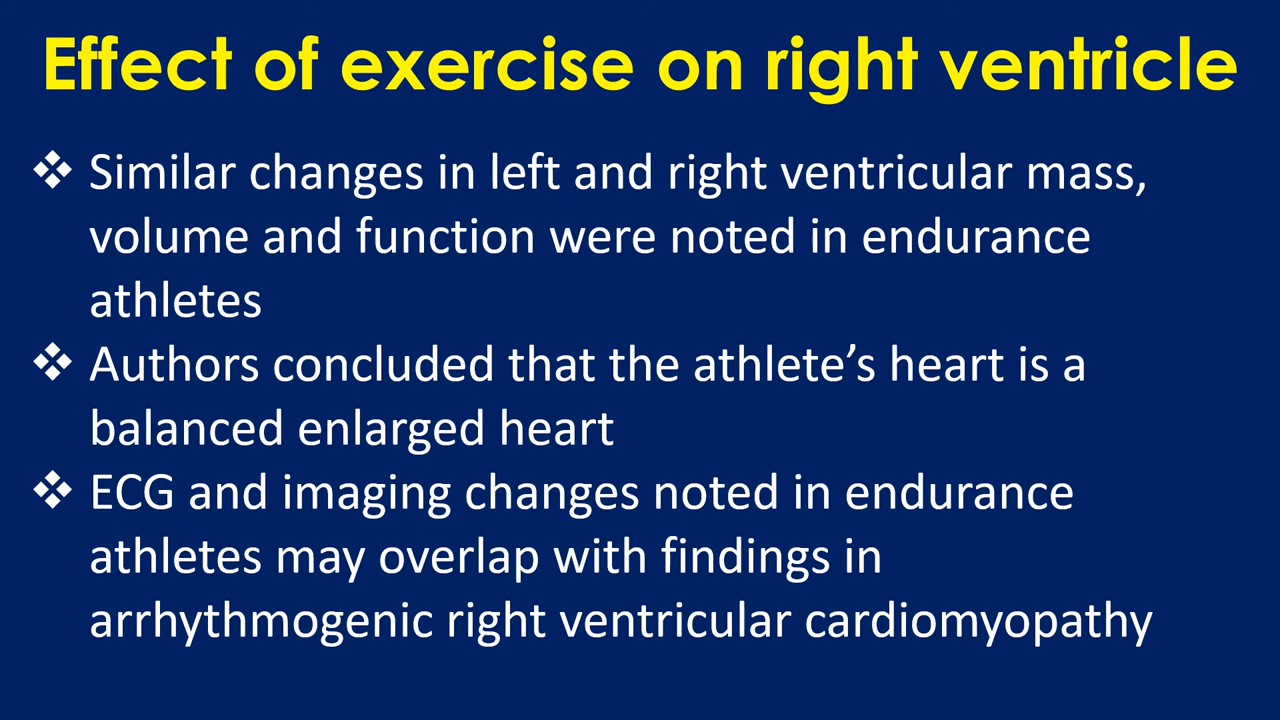 Effect of exercise on right ventricle
❖ Similar changes in left and right ventricular mass,
volume and function were noted in endurance
athletes
❖ Authors concluded that the athlete’s heart is a
balanced enlarged heart
❖ ECG and imaging changes noted in endurance
athletes may overlap with findings in
arrhythmogenic right ventricular cardiomyopathy